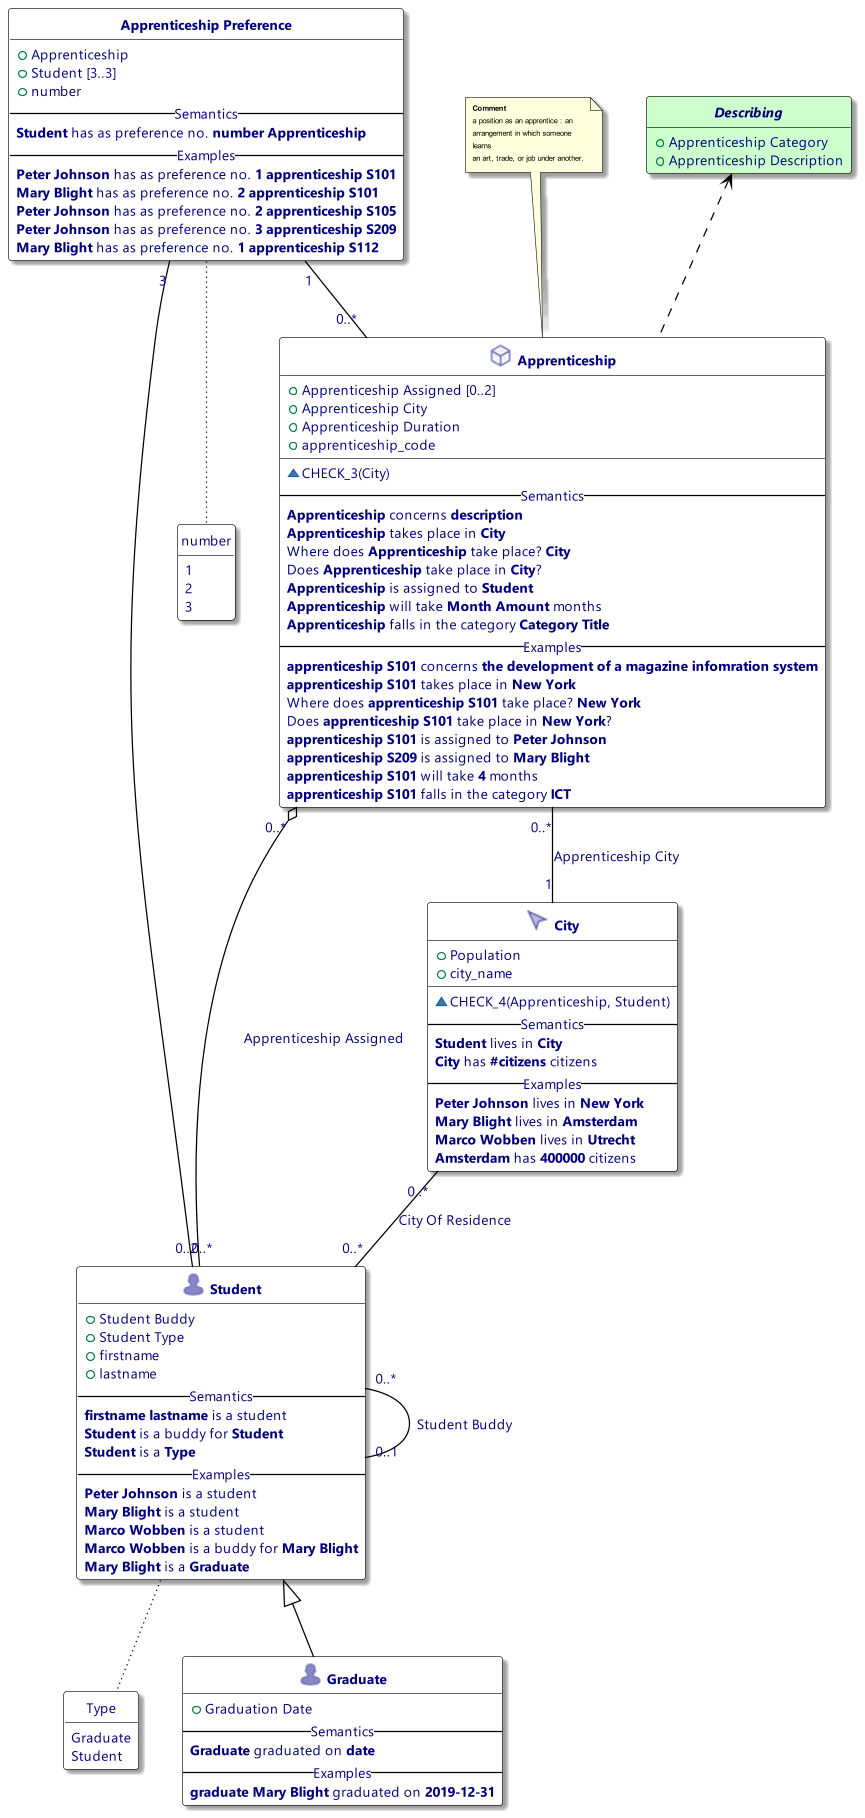 Apprenticeship Preference
Apprenticeship
Student [3..3]
number
Semantics
Student has as preference no. number Apprenticeship
Examples
Peter Johnson has as preference no. 1 apprenticeship S101
Mary Blight has as preference no. 2 apprenticeship S101
Peter Johnson has as preference no. 2 apprenticeship S105
Peter Johnson has as preference no. 3 apprenticeship S209
Mary Blight has as preference no. 1 apprenticeship S112
Comment
a position as an apprentice : an
arrangement in which someone
learns
an art, trade, or job under another.
Describing
Apprenticeship Category
Apprenticeship Description
3
1
0..*
Apprenticeship
Apprenticeship Assigned [0..2]
Apprenticeship City
Apprenticeship Duration
apprenticeship_code
CHECK_3(City)
Semantics
Apprenticeship concerns description
Apprenticeship takes place in City
Where does Apprenticeship take place? City
Does Apprenticeship take place in City?
Apprenticeship is assigned to Student
Apprenticeship will take Month Amount months
Apprenticeship falls in the category Category Title
Examples
apprenticeship S101 concerns the development of a magazine infomration system
apprenticeship S101 takes place in New York
Where does apprenticeship S101 take place? New York
Does apprenticeship S101 take place in New York?
apprenticeship S101 is assigned to Peter Johnson
apprenticeship S209 is assigned to Mary Blight
apprenticeship S101 will take 4 months
apprenticeship S101 falls in the category ICT
number
1
2
3
0..*
0..*
Apprenticeship City
1
City
Population
city_name
CHECK_4(Apprenticeship, Student)
Semantics
Student lives in City
City has #citizens citizens
Examples
Peter Johnson lives in New York
Mary Blight lives in Amsterdam
Marco Wobben lives in Utrecht
Amsterdam has 400000 citizens
Apprenticeship Assigned
0..*
City Of Residence
0..*
Student
Student Buddy
Student Type
firstname
lastname
Semantics
firstname lastname is a student
Student is a buddy for Student
Student is a Type
Examples
Peter Johnson is a student
Mary Blight is a student
Marco Wobben is a student
Marco Wobben is a buddy for Mary Blight
Mary Blight is a Graduate
0..*
Student Buddy
0..1
Type
Graduate
Student
Graduate
Graduation Date
Semantics
Graduate graduated on date
Examples
graduate Mary Blight graduated on 2019-12-31